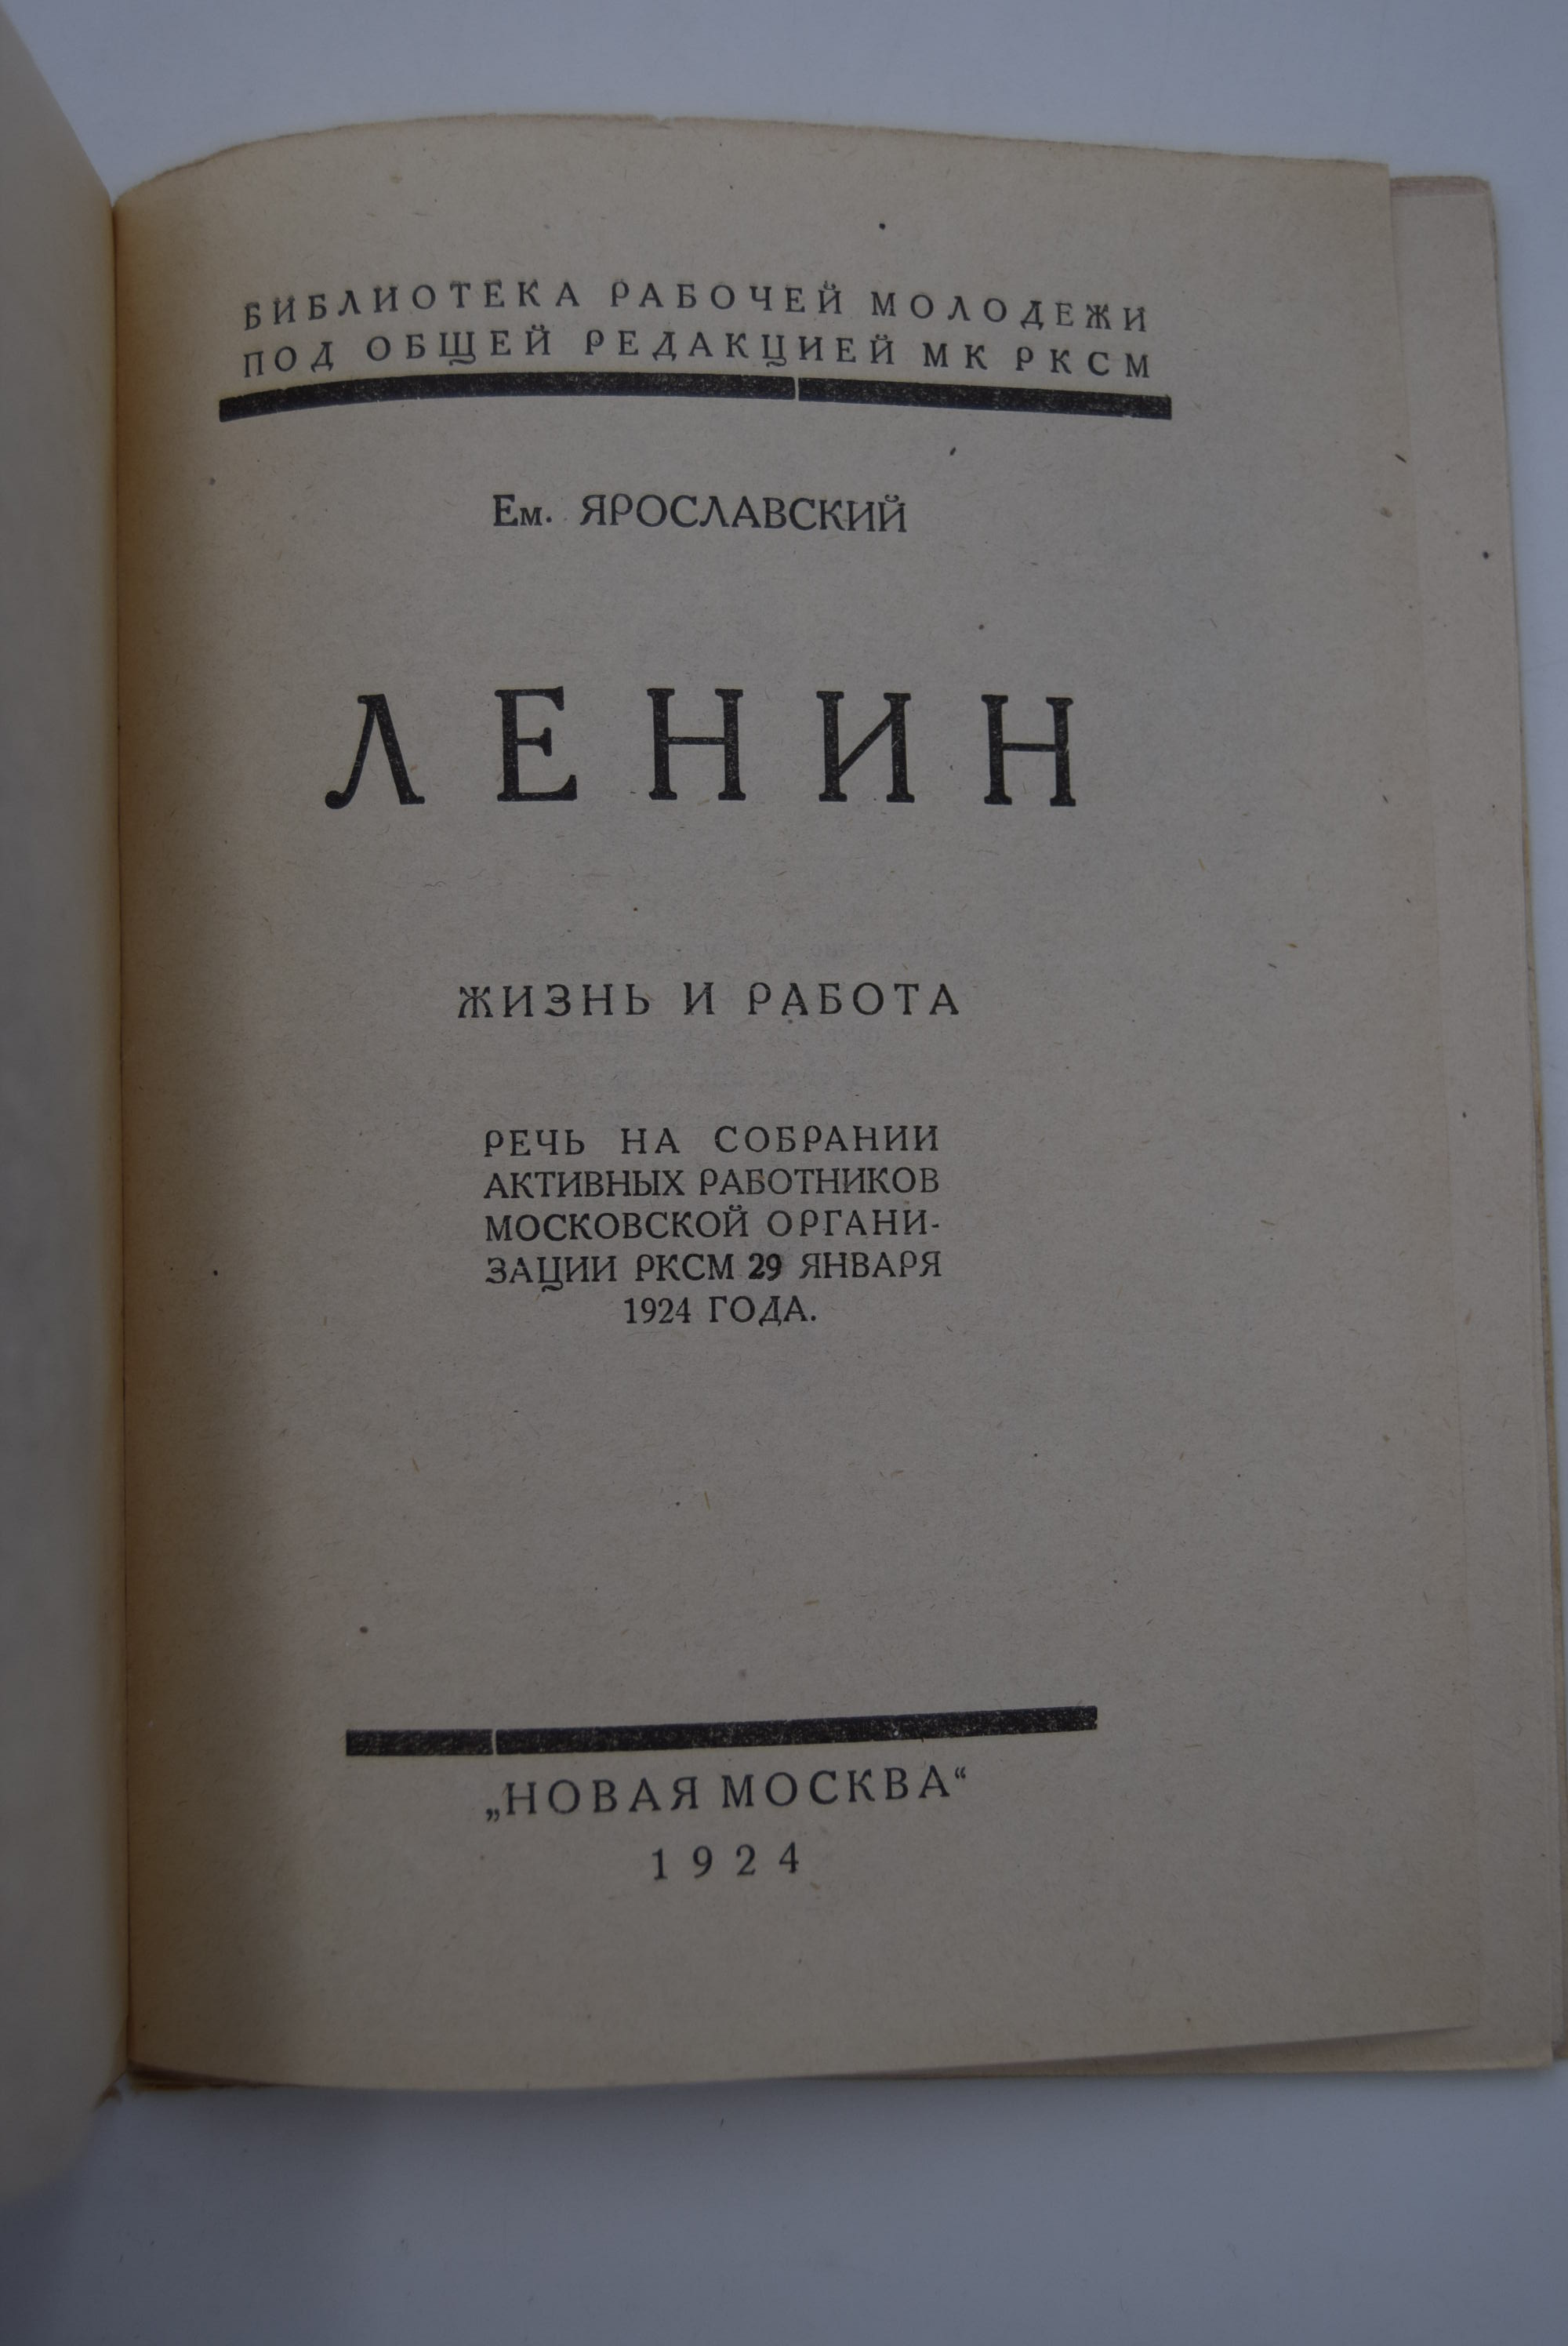 БИБЛИОТЕКА РАБОЧЕЙ МОЛОДЕЖИ
ПОД ОБЩЕЙ РЕДАКЦИЕЙ МК РКСМ
Ем. ЯРОСЛАВСКИЙ
ЛЕНИН
ЖИЗНЬ И РАБОТА
РЕЧЬ НА СОБРАНИИ
АКТИВНЫХ РАБОТНИКОВ
МОСКОВСКОЙ ОРГАНИ-
ЗАЦИИ РКСМ 29 ЯНВАРЯ
1924 ГОДА.
„НОВАЯ МОСКВА“
1924